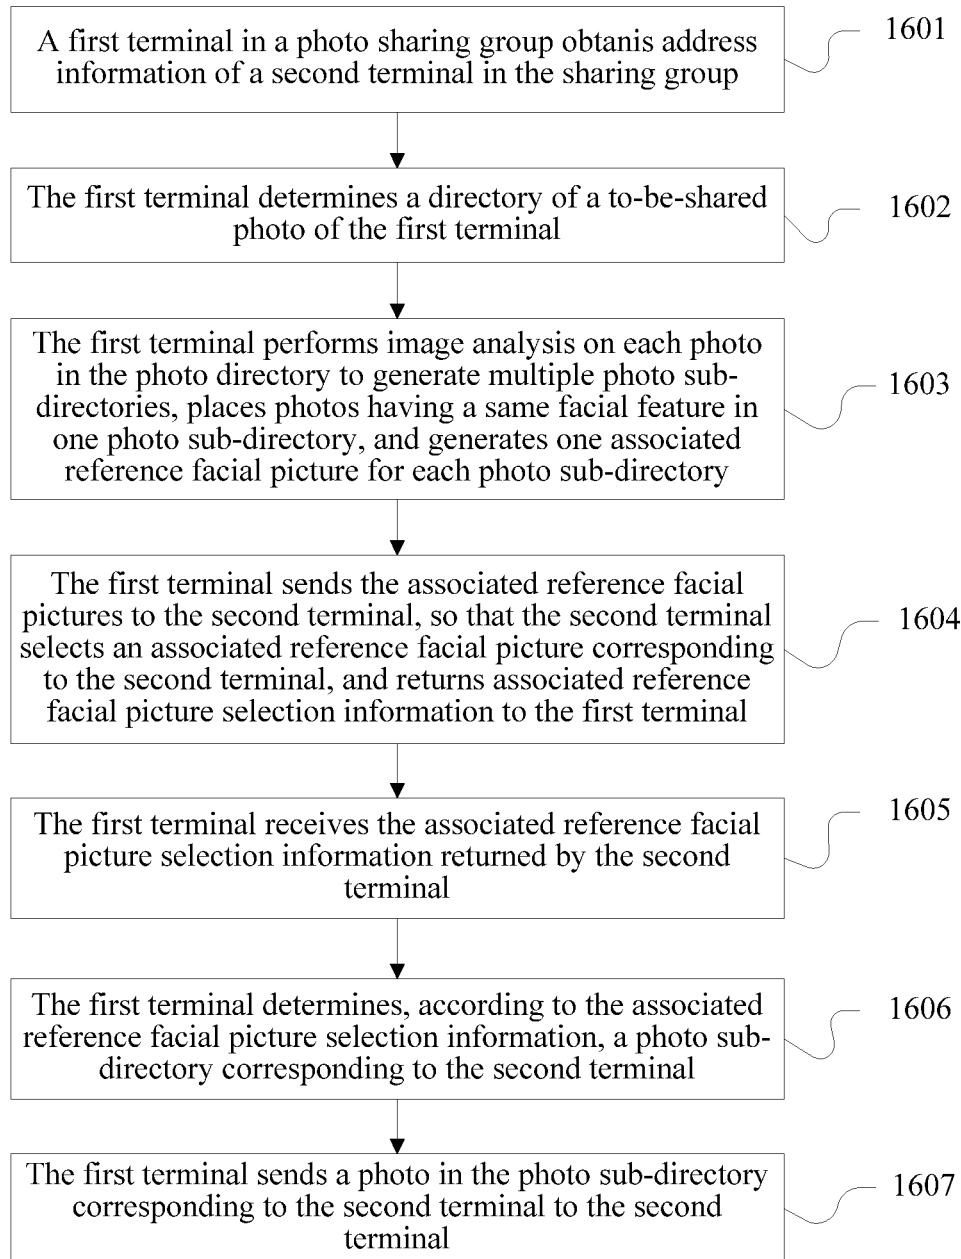 A first terminal in a photo sharing group obtanis address
information of a second terminal in the sharing group
1601
The first terminal determines a directory of a to-be-shared
photo of the first terminal
1602
The first terminal performs image analysis on each photo
in the photo directory to generate multiple photo sub-
directories, places photos having a same facial feature in
one photo sub-directory, and generates one associated
reference facial picture for each photo sub-directory
1603
The first terminal sends the associated reference facial
pictures to the second terminal, so that the second terminal
selects an associated reference facial picture corresponding
to the second terminal, and returns associated reference
facial picture selection information to the first terminal
1604
The first terminal receives the associated reference facial
picture selection information returned by the second
terminal
1605
The first terminal determines, according to the associated
reference facial picture selection information, a photo sub-
directory corresponding to the second terminal
1606
The first terminal sends a photo in the photo sub-directory
corresponding to the second terminal to the second
terminal
1607